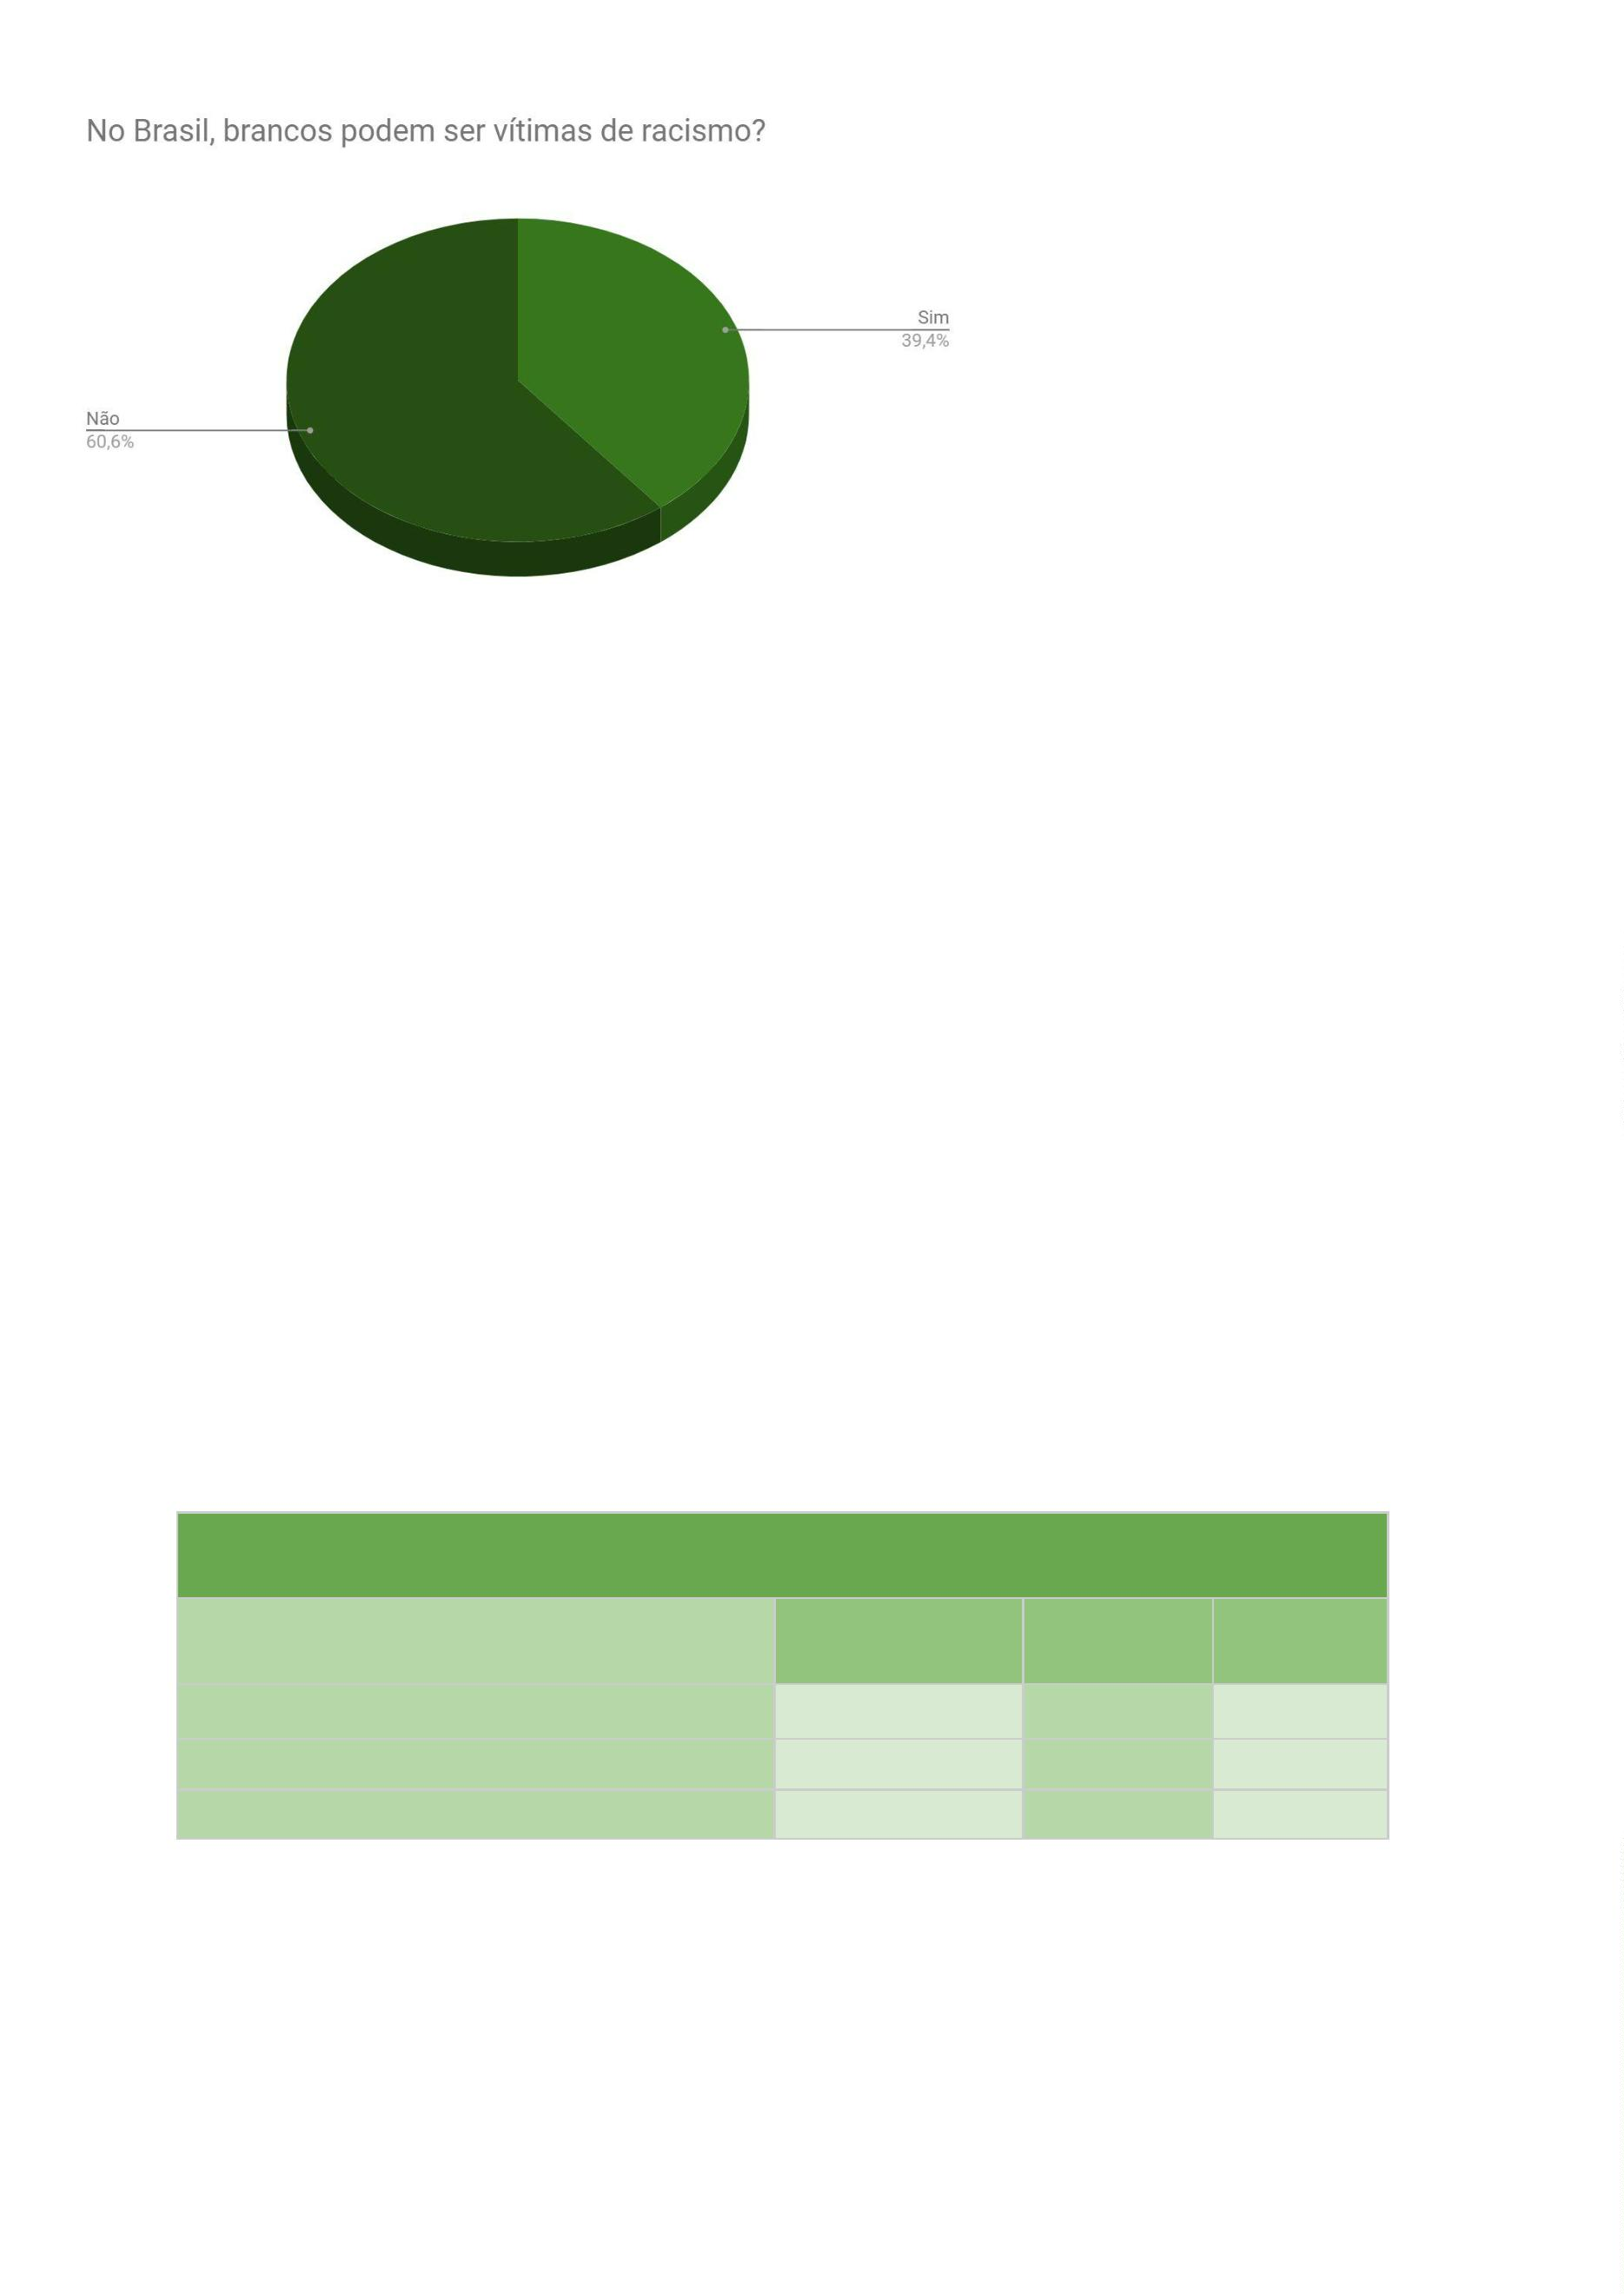 No Brasil, brancos podem ser vítimas de racismo?
Sim
39,4%
Não
60,6%